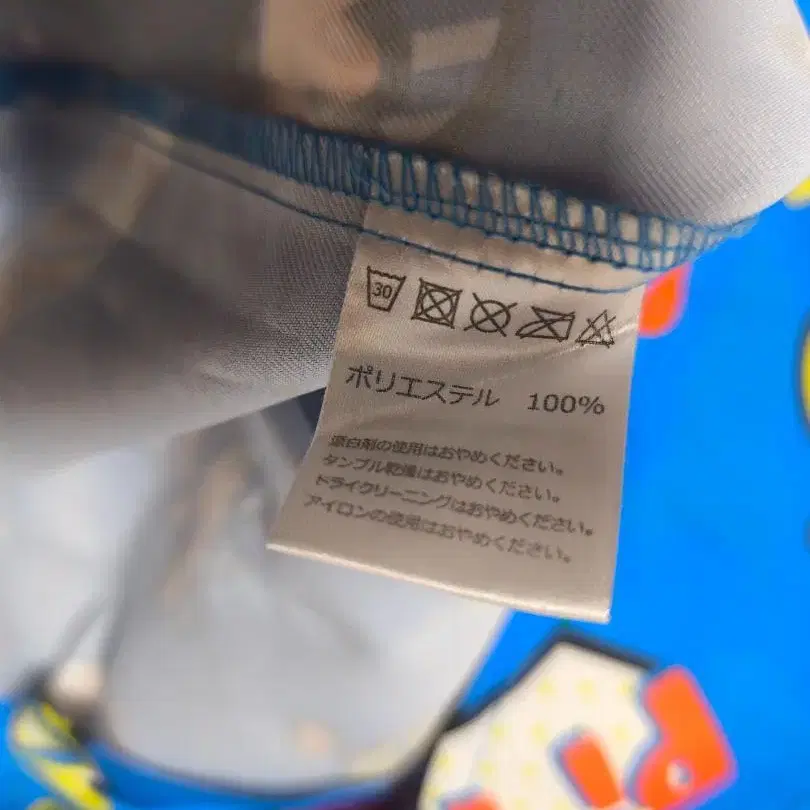 30
ポリエステル 100%
漂白剤の使用はおやめください。
タンブル乾燥はおやめください。
ドライクリーニングはおやめください。
アイロンの使用はおやめください。